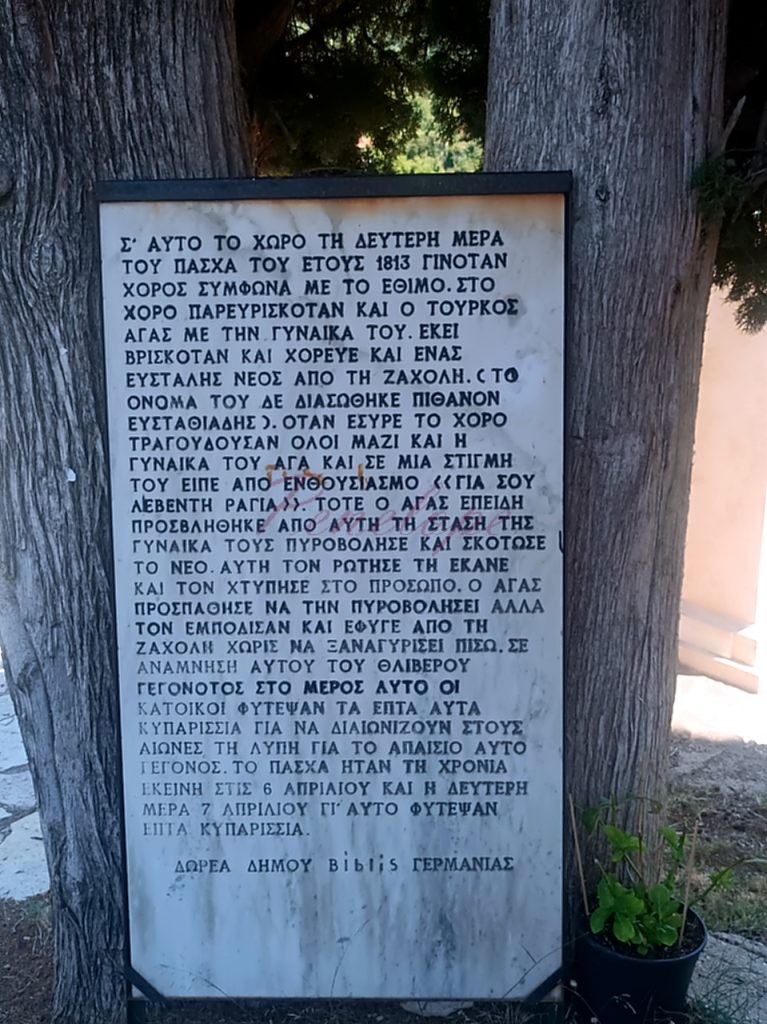 Σ' ΑΥΤΟ ΤΟ ΧΩΡΟ ΤΗ ΔΕΥΤΕΡΗ ΜΕΡΑ
ΤΟΥ ΠΑΣΧΑ ΤΟΥ ΕΤΟΥΣ 1813 ΓΙΝΟΤΑΝ
ΧΟΡΟΣ ΣΥΜΦΩΝΑ ΜΕ ΤΟ ΕΘΙΜΟ. ΣΤΟ
ΧΟΡΟ ΠΑΡΕΥΡΙΣΚΟΤΑΝ ΚΑΙ Ο ΤΟΥΡΚΟΣ
ΑΓΑΣ ΜΕ ΤΗΝ ΓΥΝΑΙΚΑ ΤΟΥ. ΕΚΕΙ
ΒΡΙΣΚΟΤΑΝ ΚΑΙ ΧΟΡΕΥΕ ΚΑΙ ΕΝΑΣ
ΕΥΣΤΑΛΗΣ ΝΕΟΣ ΑΠΟ ΤΗ ΖΑΧΟΛΗ. (ΤΟ
ΟΝΟΜΑ ΤΟΥ ΔΕ ΔΙΑΣΩΘΗΚΕ ΠΙΘΑΝΟΝ
ΕΥΣΤΑΘΙΑΔΗΣ). ΟΤΑΝ ΕΣΥΡΕ ΤΟ ΧΟΡΟ
ΤΡΑΓΟΥΔΟΥΣΑΝ ΟΛΟΙ ΜΑΖΙ ΚΑΙ Η
ΓΥΝΑΙΚΑ ΤΟΥ ΑΓΑ ΚΑΙ ΣΕ ΜΙΑ ΣΤΙΓΜΗ
ΤΟΥ ΕΙΠΕ ΑΠΟ ΕΝΘΟΥΣΙΑΣΜΟ <<ΓΙΑ ΣΟΥ
ΛΕΒΕΝΤΗ ΡΑΓΙΑ>>. ΤΟΤΕ Ο ΑΓΑΣ ΕΠΕΙΔΗ
ΠΡΟΣΒΛΗΘΗΚΕ ΑΠΟ ΑΥΤΗ ΤΗ ΣΤΑΣΗ ΤΗΣ
ΓΥΝΑΙΚΑ ΤΟΥΣ ΠΥΡΟΒΟΛΗΣΕ ΚΑΙ ΣΚΟΤΩΣΕ
ΤΟ ΝΕΟ. ΑΥΤΗ ΤΟΝ ΡΩΤΗΣΕ ΤΗ ΕΚΑΝΕ
ΚΑΙ ΤΟΝ ΧΤΥΠΗΣΕ ΣΤΟ ΠΡΟΣΩΠΟ. Ο ΑΓΑΣ
ΠΡΟΣΠΑΘΗΣΕ ΝΑ ΤΗΝ ΠΥΡΟΒΟΛΗΣΕΙ ΑΛΛΑ
ΤΟΝ ΕΜΠΟΔΙΣΑΝ ΚΑΙ ΕΦΥΓΕ ΑΠΟ ΤΗ
ΖΑΧΟΛΗ ΧΩΡΙΣ ΝΑ ΞΑΝΑΓΥΡΙΣΕΙ ΠΙΣΩ. ΣΕ
ΑΝΑΜΝΗΣΗ ΑΥΤΟΥ ΤΟΥ ΘΛΙΒΕΡΟΥ
ΓΕΓΟΝΟΤΟΣ ΣΤΟ ΜΕΡΟΣ ΑΥΤΟ ΟΙ
ΚΑΤΟΙΚΟΙ ΦΥΤΕΨΑΝ ΤΑ ΕΠΤΑ ΑΥΤΑ
ΚΥΠΑΡΙΣΣΙΑ ΓΙΑ ΝΑ ΔΙΑΙΩΝΙΖΟΥΝ ΣΤΟΥΣ
ΑΙΩΝΕΣ ΤΗ ΛΥΠΗ ΓΙΑ ΤΟ ΑΠΑΙΣΙΟ ΑΥΤΟ
ΓΕΓΟΝΟΣ. ΤΟ ΠΑΣΧΑ ΗΤΑΝ ΤΗ ΧΡΟΝΙΑ
ΕΚΕΙΝΗ ΣΤΙΣ 6 ΑΠΡΙΛΙΟΥ ΚΑΙ Η ΔΕΥΤΕΡΗ
ΜΕΡΑ 7 ΑΠΡΙΛΙΟΥ ΓΙ' ΑΥΤΟ ΦΥΤΕΨΑΝ
ΕΠΤΑ ΚΥΠΑΡΙΣΣΙΑ.
ΔΩΡΕΑ ΔΗΜΟΥ Biblis ΓΕΡΜΑΝΙΑΣ
Penelope